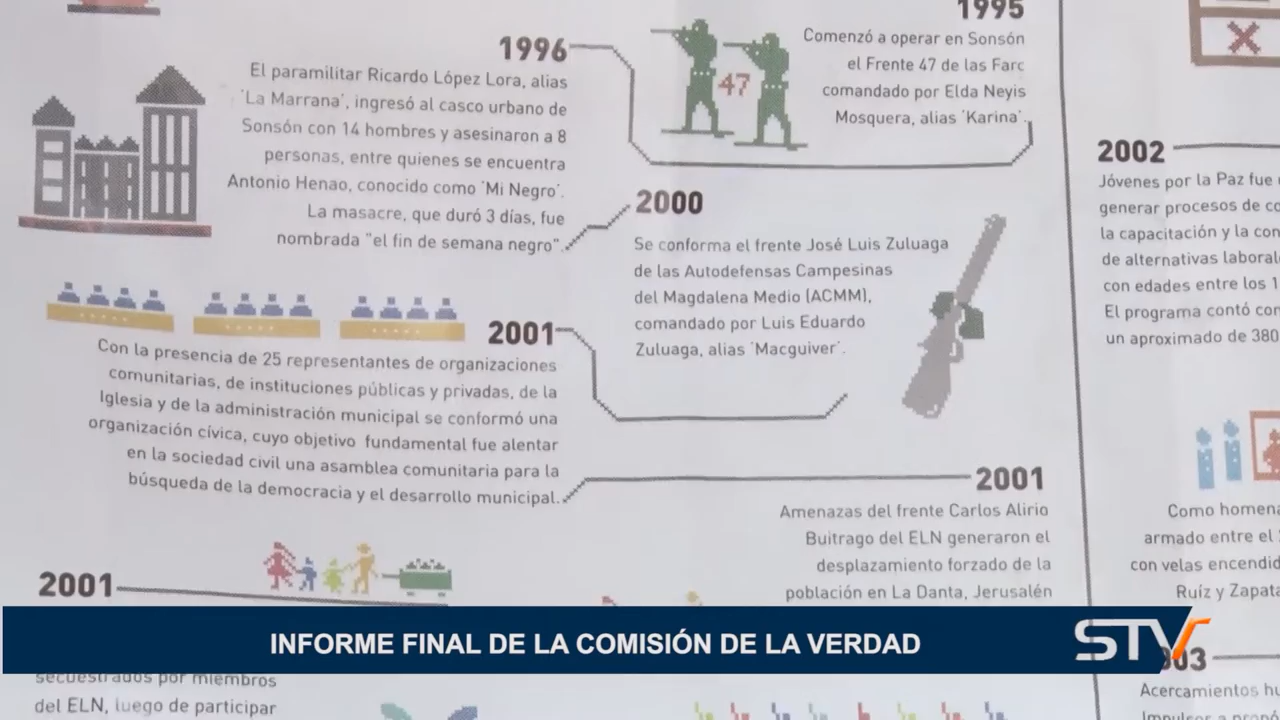 1995
Comenzó a operar en Sonsón
el Frente 47 de las Farc
comandado por Elda Neyis
Mosquera, alias 'Karina'.
47
1996
El paramilitar Ricardo López Lora, alias
'La Marrana', ingresó al casco urbano de
Sonsón con 14 hombres y asesinaron a 8
personas, entre quienes se encuentra
Antonio Henao, conocido como 'Mi Negro'.
La masacre, que duró 3 días, fue
nombrada "el fin de semana negro".
2000
Se conforma el frente José Luis Zuluaga
de las Autodefensas Campesinas
del Magdalena Medio (ACMM),
comandado por Luis Eduardo
Zuluaga, alias 'Macguiver'.
2001
Con la presencia de 25 representantes de organizaciones
comunitarias, de instituciones públicas y privadas, de la
Iglesia y de la administración municipal se conformó una
organización cívica, cuyo objetivo fundamental fue alentar
en la sociedad civil una asamblea comunitaria para la
búsqueda de la democracia y el desarrollo municipal.
2001
Amenazas del frente Carlos Alirio
Buitrago del ELN generaron el
desplazamiento forzado de la
población en La Danta, Jerusalén
2001
secuestrados por miembros
del ELN, luego de participar
2002
Jóvenes por la Paz fue
generar procesos de
la capacitación y la
de alternativas
con edades entre los
El programa contó
un aproximado de 380
Como
armado entre el
con velas
Ruíz y Zapata
Acercamientos
INFORME FINAL DE LA COMISIÓN DE LA VERDAD
STV